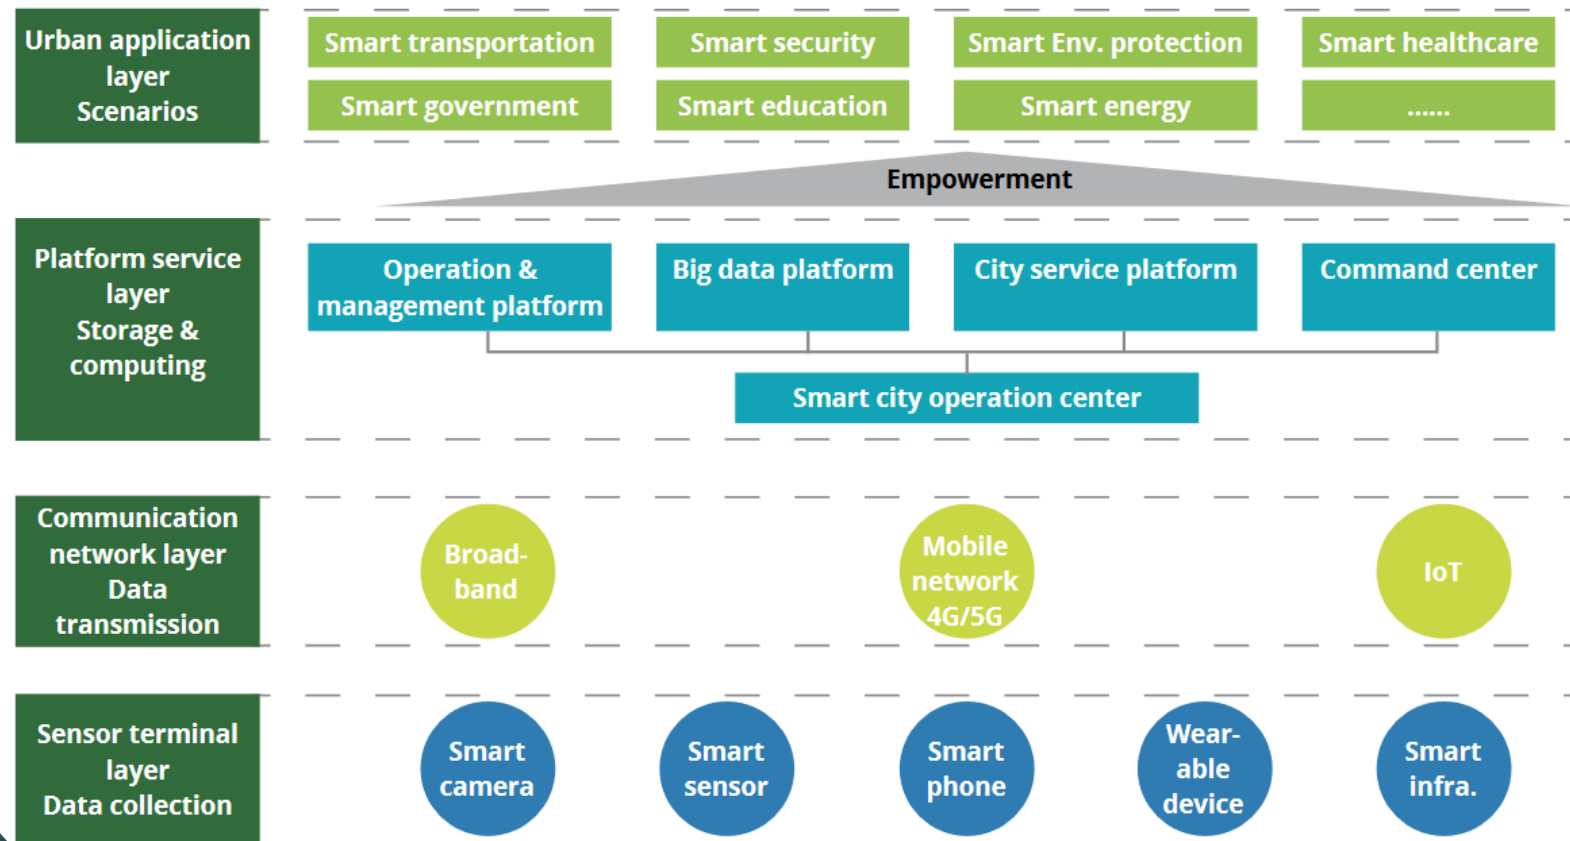 Urban application
layer
Scenarios
Smart transportation
Smart security
Smart Env. protection
Smart healthcare
Smart government
Smart education
Smart energy
......
Empowerment
Platform service
layer
Storage &
computing
Operation &
management platform
Big data platform
City service platform
Command center
Smart city operation center
Communication
network layer
Data
transmission
Broad-
band
Mobile
network
4G/5G
IoT
Sensor terminal
layer
Data collection
Smart
camera
Smart
sensor
Smart
phone
Wear-
able
device
Smart
infra.